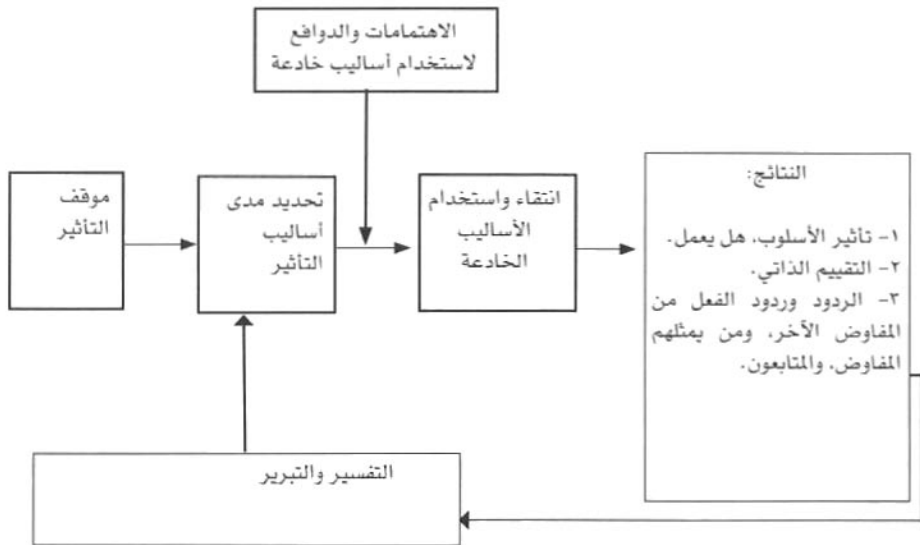 الاهتمامات والدوافع
لاستخدام أساليب خادعة
موقف
التأثير
تحديد مدى
أساليب
التأثير
انتقاء واستخدام
الأساليب
الخادعة
النتائج:
١- تأثير الأسلوب، هل يعمل.
٢- التقييم الذاتي.
٣- الردود وردود الفعل من
المفاوض الآخر، ومن يمثلهم
المفاوض، والمتابعون.
التفسير والتبرير